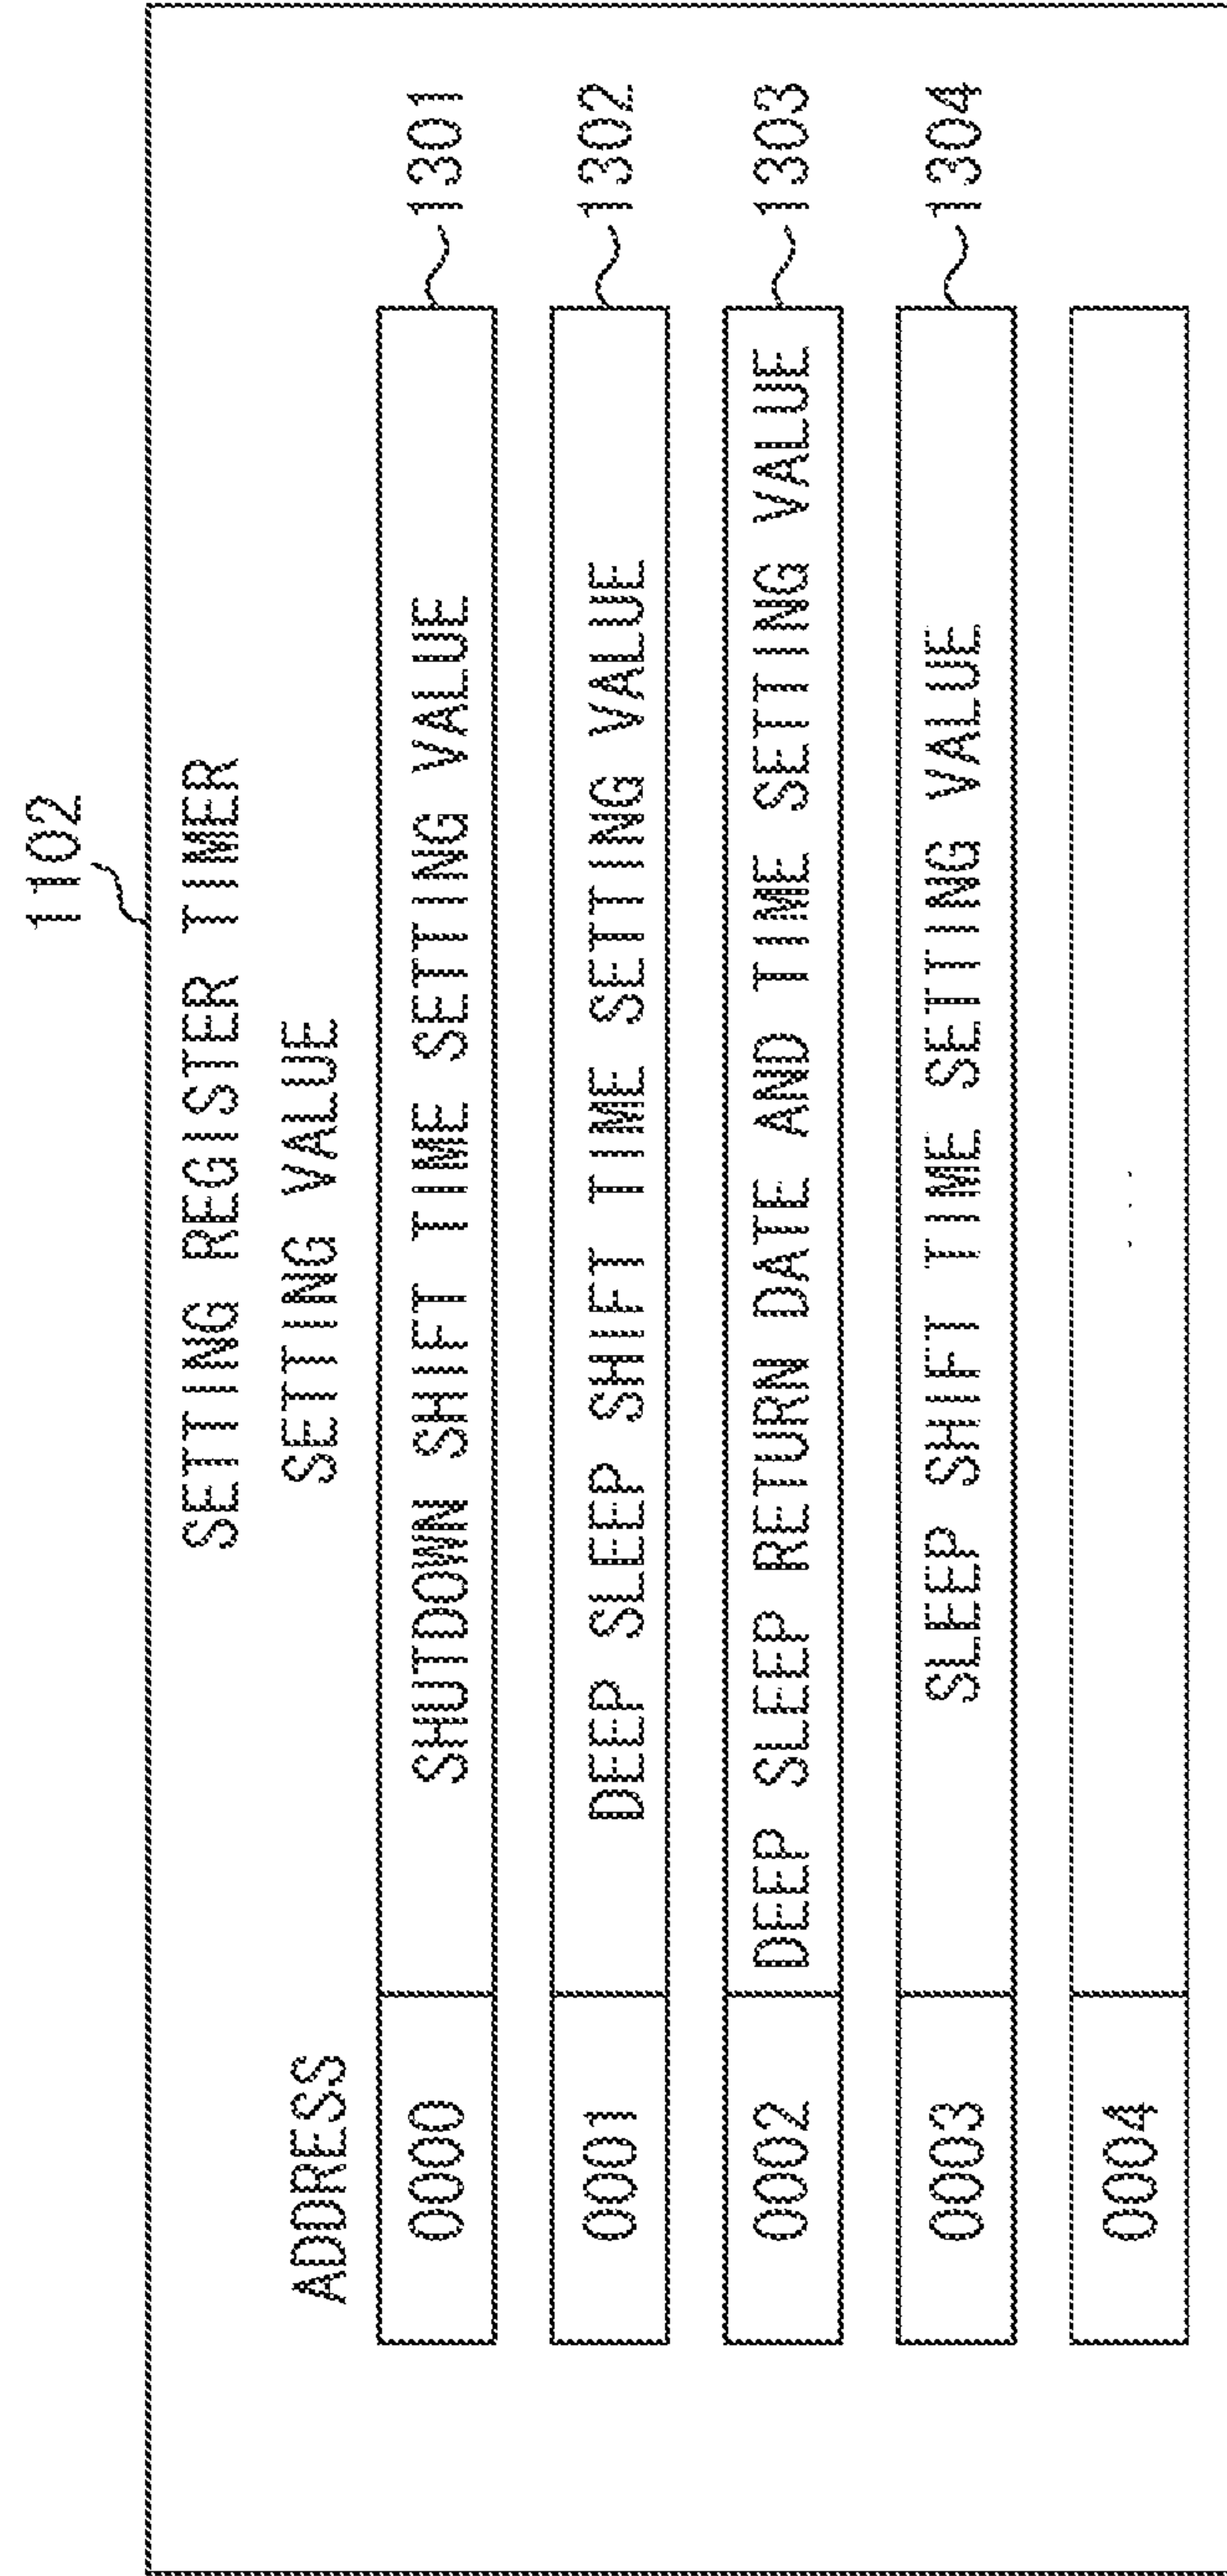 1102
SETTING REGISTER TIMER
ADDRESS SETTING VALUE
0000 SHUTDOWN SHIFT TIME SETTING VALUE 1301
0001 DEEP SLEEP SHIFT TIME SETTING VALUE 1302
0002 DEEP SLEEP RETURN DATE AND TIME SETTING VALUE 1303
0003 SLEEP SHIFT TIME SETTING VALUE 1304
0004 ...